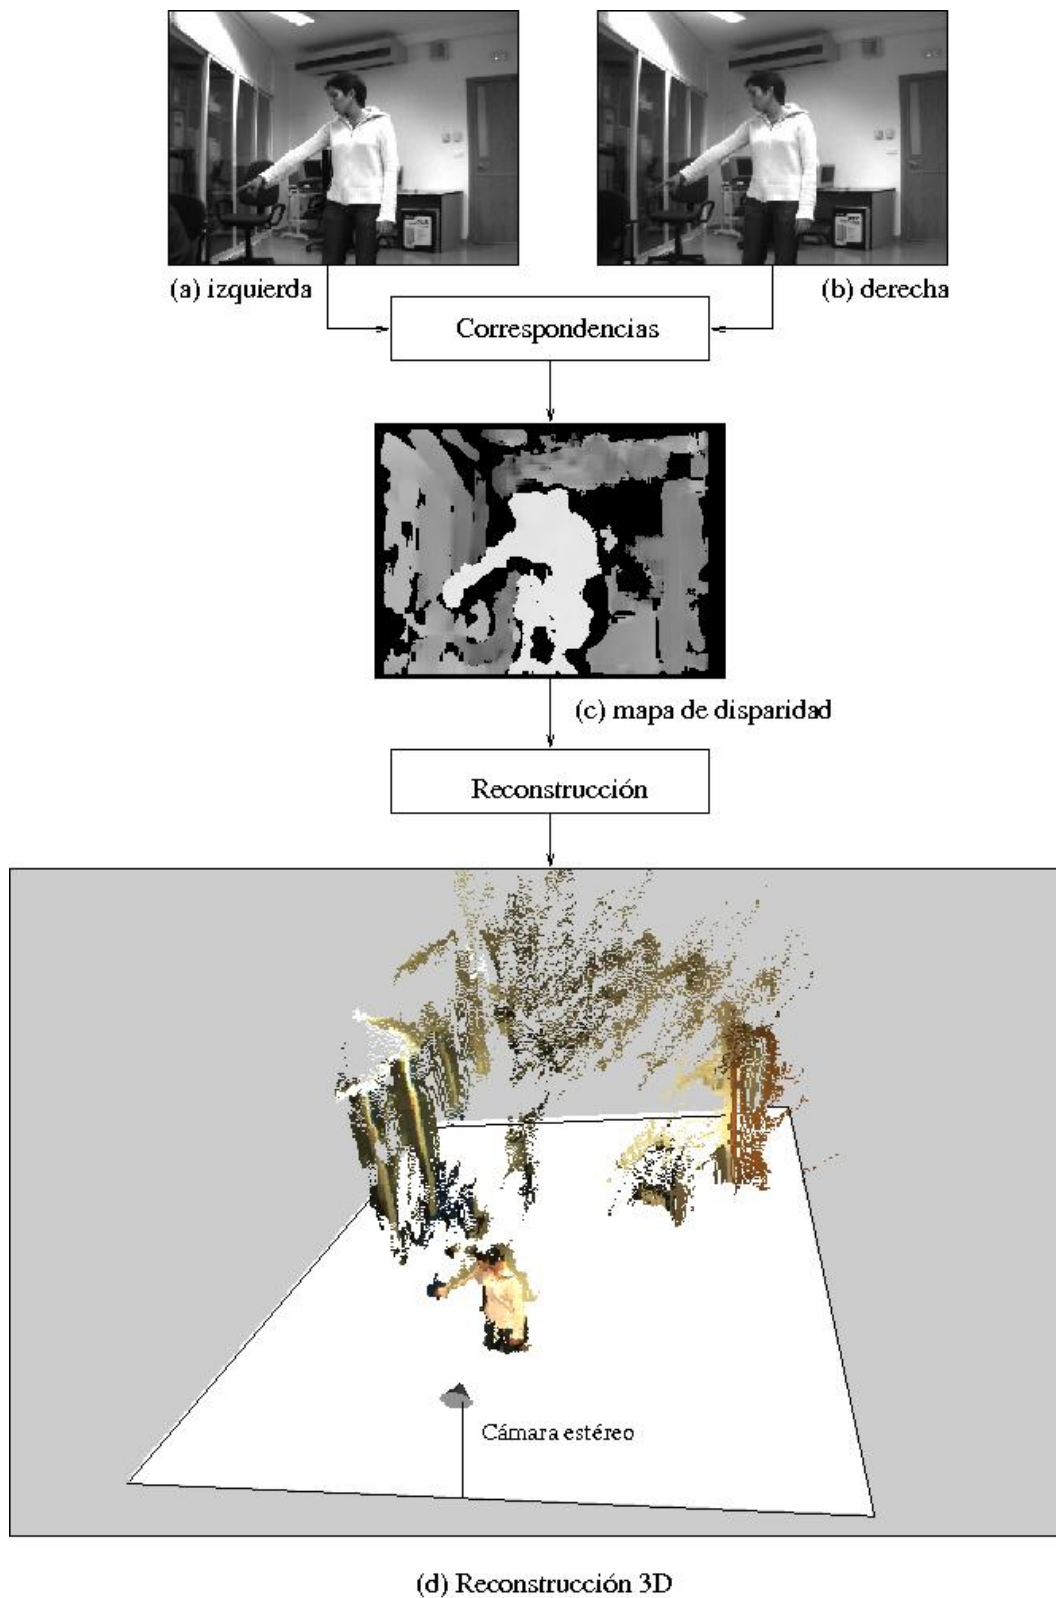 (a) izquierda
(b) derecha
Correspondencias
(c) mapa de disparidad
Reconstrucción
Cámara estéreo
(d) Reconstrucción 3D